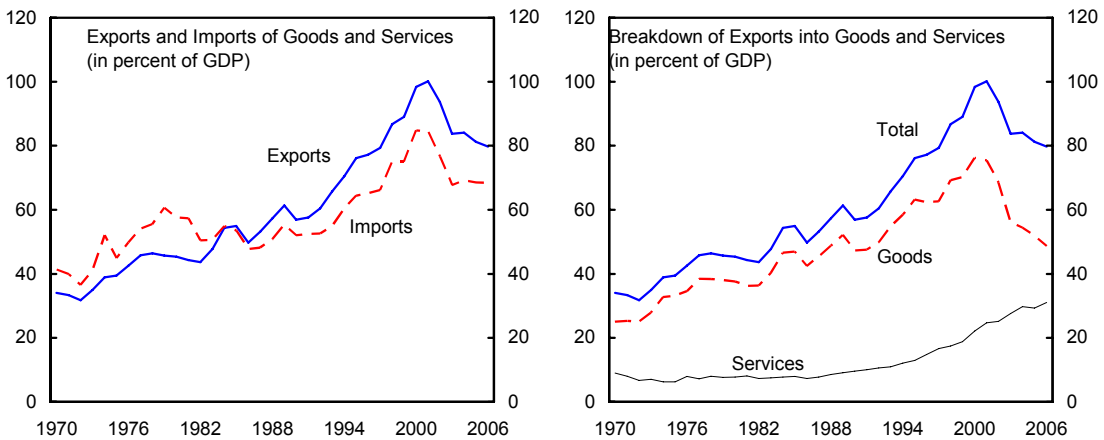 Exports and Imports of Goods and Services
(in percent of GDP)
120
100
80
60
40
20
0
120
100
80
60
40
20
0
Exports
Imports
1970 1976 1982 1988 1994 2000 2006
Breakdown of Exports into Goods and Services
(in percent of GDP)
120
100
80
60
40
20
0
120
100
80
60
40
20
0
Total
Goods
Services
1970 1976 1982 1988 1994 2000 2006